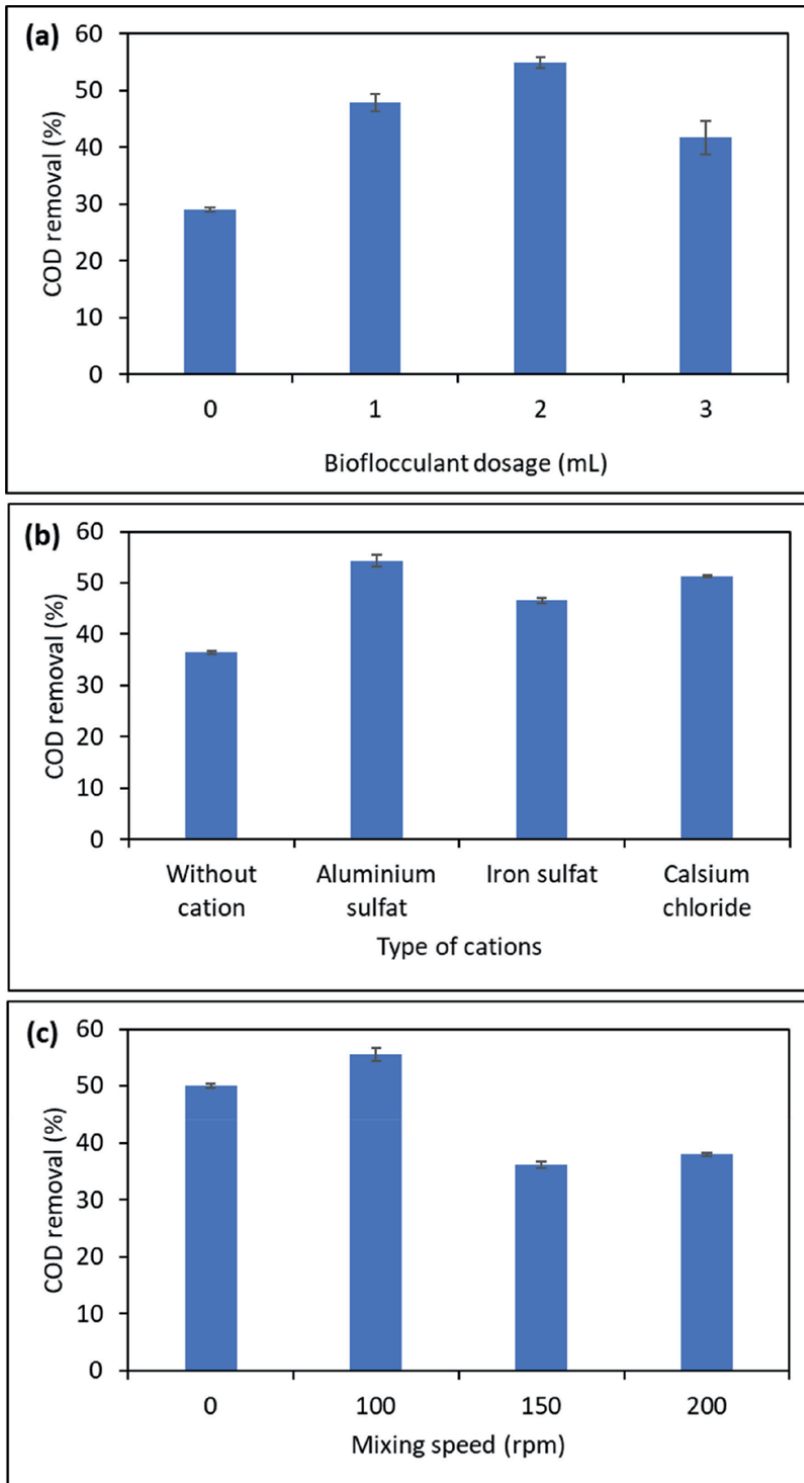 (a)
COD removal (%)
60
50
40
30
20
10
0
0 1 2 3
Bioflocculant dosage (mL)
(b)
COD removal (%)
60
50
40
30
20
10
0
Without Aluminium Iron sulfat Calsium
cation sulfat chloride
Type of cations
(c)
COD removal (%)
60
50
40
30
20
10
0
0 100 150 200
Mixing speed (rpm)